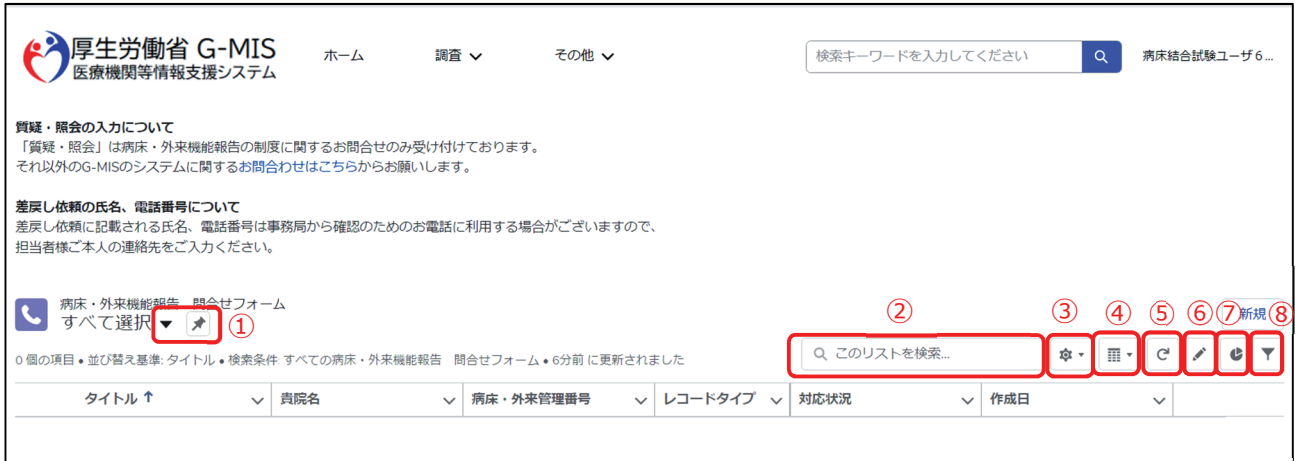 厚生労働省 G-MIS
医療機関等情報支援システム
ホーム
調査
その他
検索キーワードを入力してください
病床結合試験ユーザ６...
質疑・照会の入力について
「質疑・照会」は病床・外来機能報告の制度に関するお問合せのみ受け付けております。
それ以外のG-MISのシステムに関するお問合わせはこちらからお願いします。
差戻し依頼の氏名、電話番号について
差戻し依頼に記載される氏名、電話番号は事務局から確認のためのお電話に利用する場合がございますので、
担当者様ご本人の連絡先をご入力ください。
病床・外来機能報告　問合せフォーム
すべて選択 ▼
①
②
③
④
⑤
⑥
⑦
新規
⑧
0 個の項目 • 並び替え基準: タイトル • 検索条件 すべての病床・外来機能報告　問合せフォーム • 6分前 に更新されました
このリストを検索...
タイトル ↑
貴院名
病床・外来管理番号
レコードタイプ
対応状況
作成日